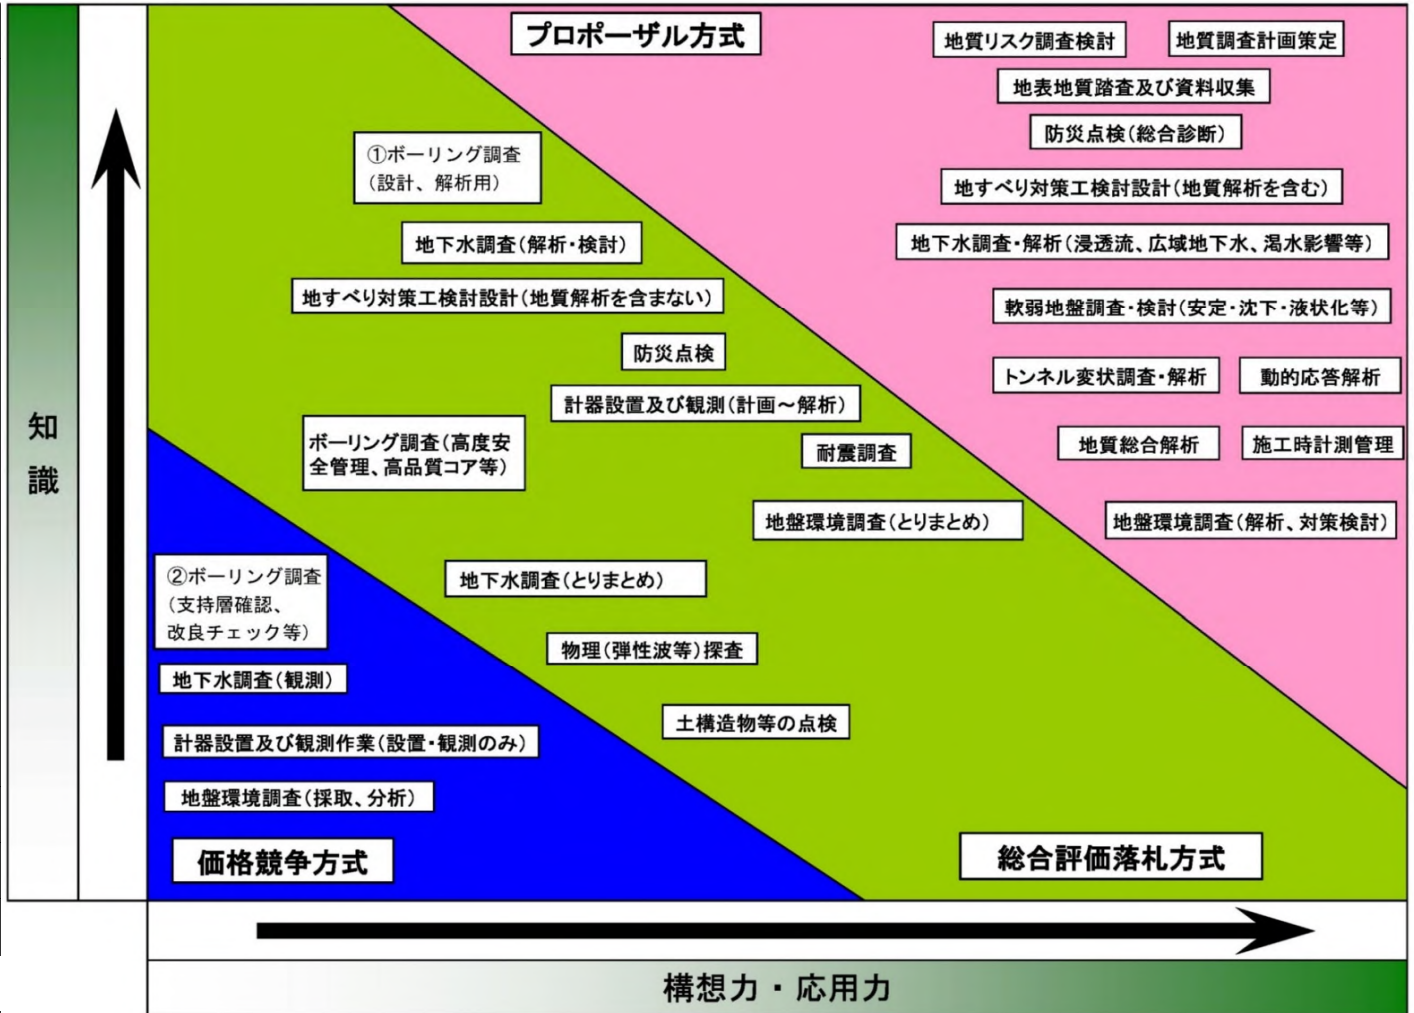 プロポーザル方式
地質リスク調査検討
地質調査計画策定
地表地質踏査及び資料収集
防災点検(総合診断)
①ボーリング調査
(設計、解析用)
地すべり対策工検討設計(地質解析を含む)
地下水調査(解析・検討)
地下水調査・解析(浸透流、広域地下水、渇水影響等)
地すべり対策工検討設計(地質解析を含まない)
軟弱地盤調査・検討(安定・沈下・液状化等)
防災点検
トンネル変状調査・解析
動的応答解析
計器設置及び観測(計画～解析)
知
識
ボーリング調査(高度安
全管理、高品質コア等)
耐震調査
地質総合解析
施工時計測管理
地盤環境調査(とりまとめ)
地盤環境調査(解析、対策検討)
②ボーリング調査
(支持層確認、
改良チェック等)
地下水調査(とりまとめ)
物理(弾性波等)探査
地下水調査(観測)
土構造物等の点検
計器設置及び観測作業(設置・観測のみ)
地盤環境調査(採取、分析)
価格競争方式
総合評価落札方式
構想力・応用力